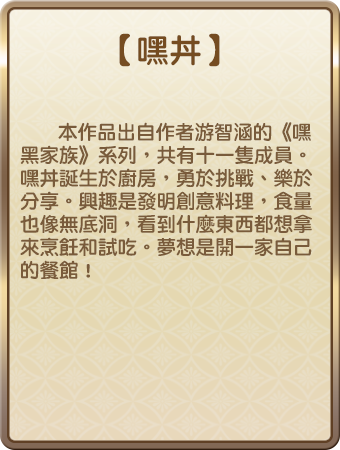 【嘿丼】
本作品出自作者游智涵的《嘿
黑家族》系列，共有十一隻成員。
嘿丼誕生於廚房，勇於挑戰、樂於
分享。興趣是發明創意料理，食量
也像無底洞，看到什麼東西都想拿
來烹飪和試吃。夢想是開一家自己
的餐館！